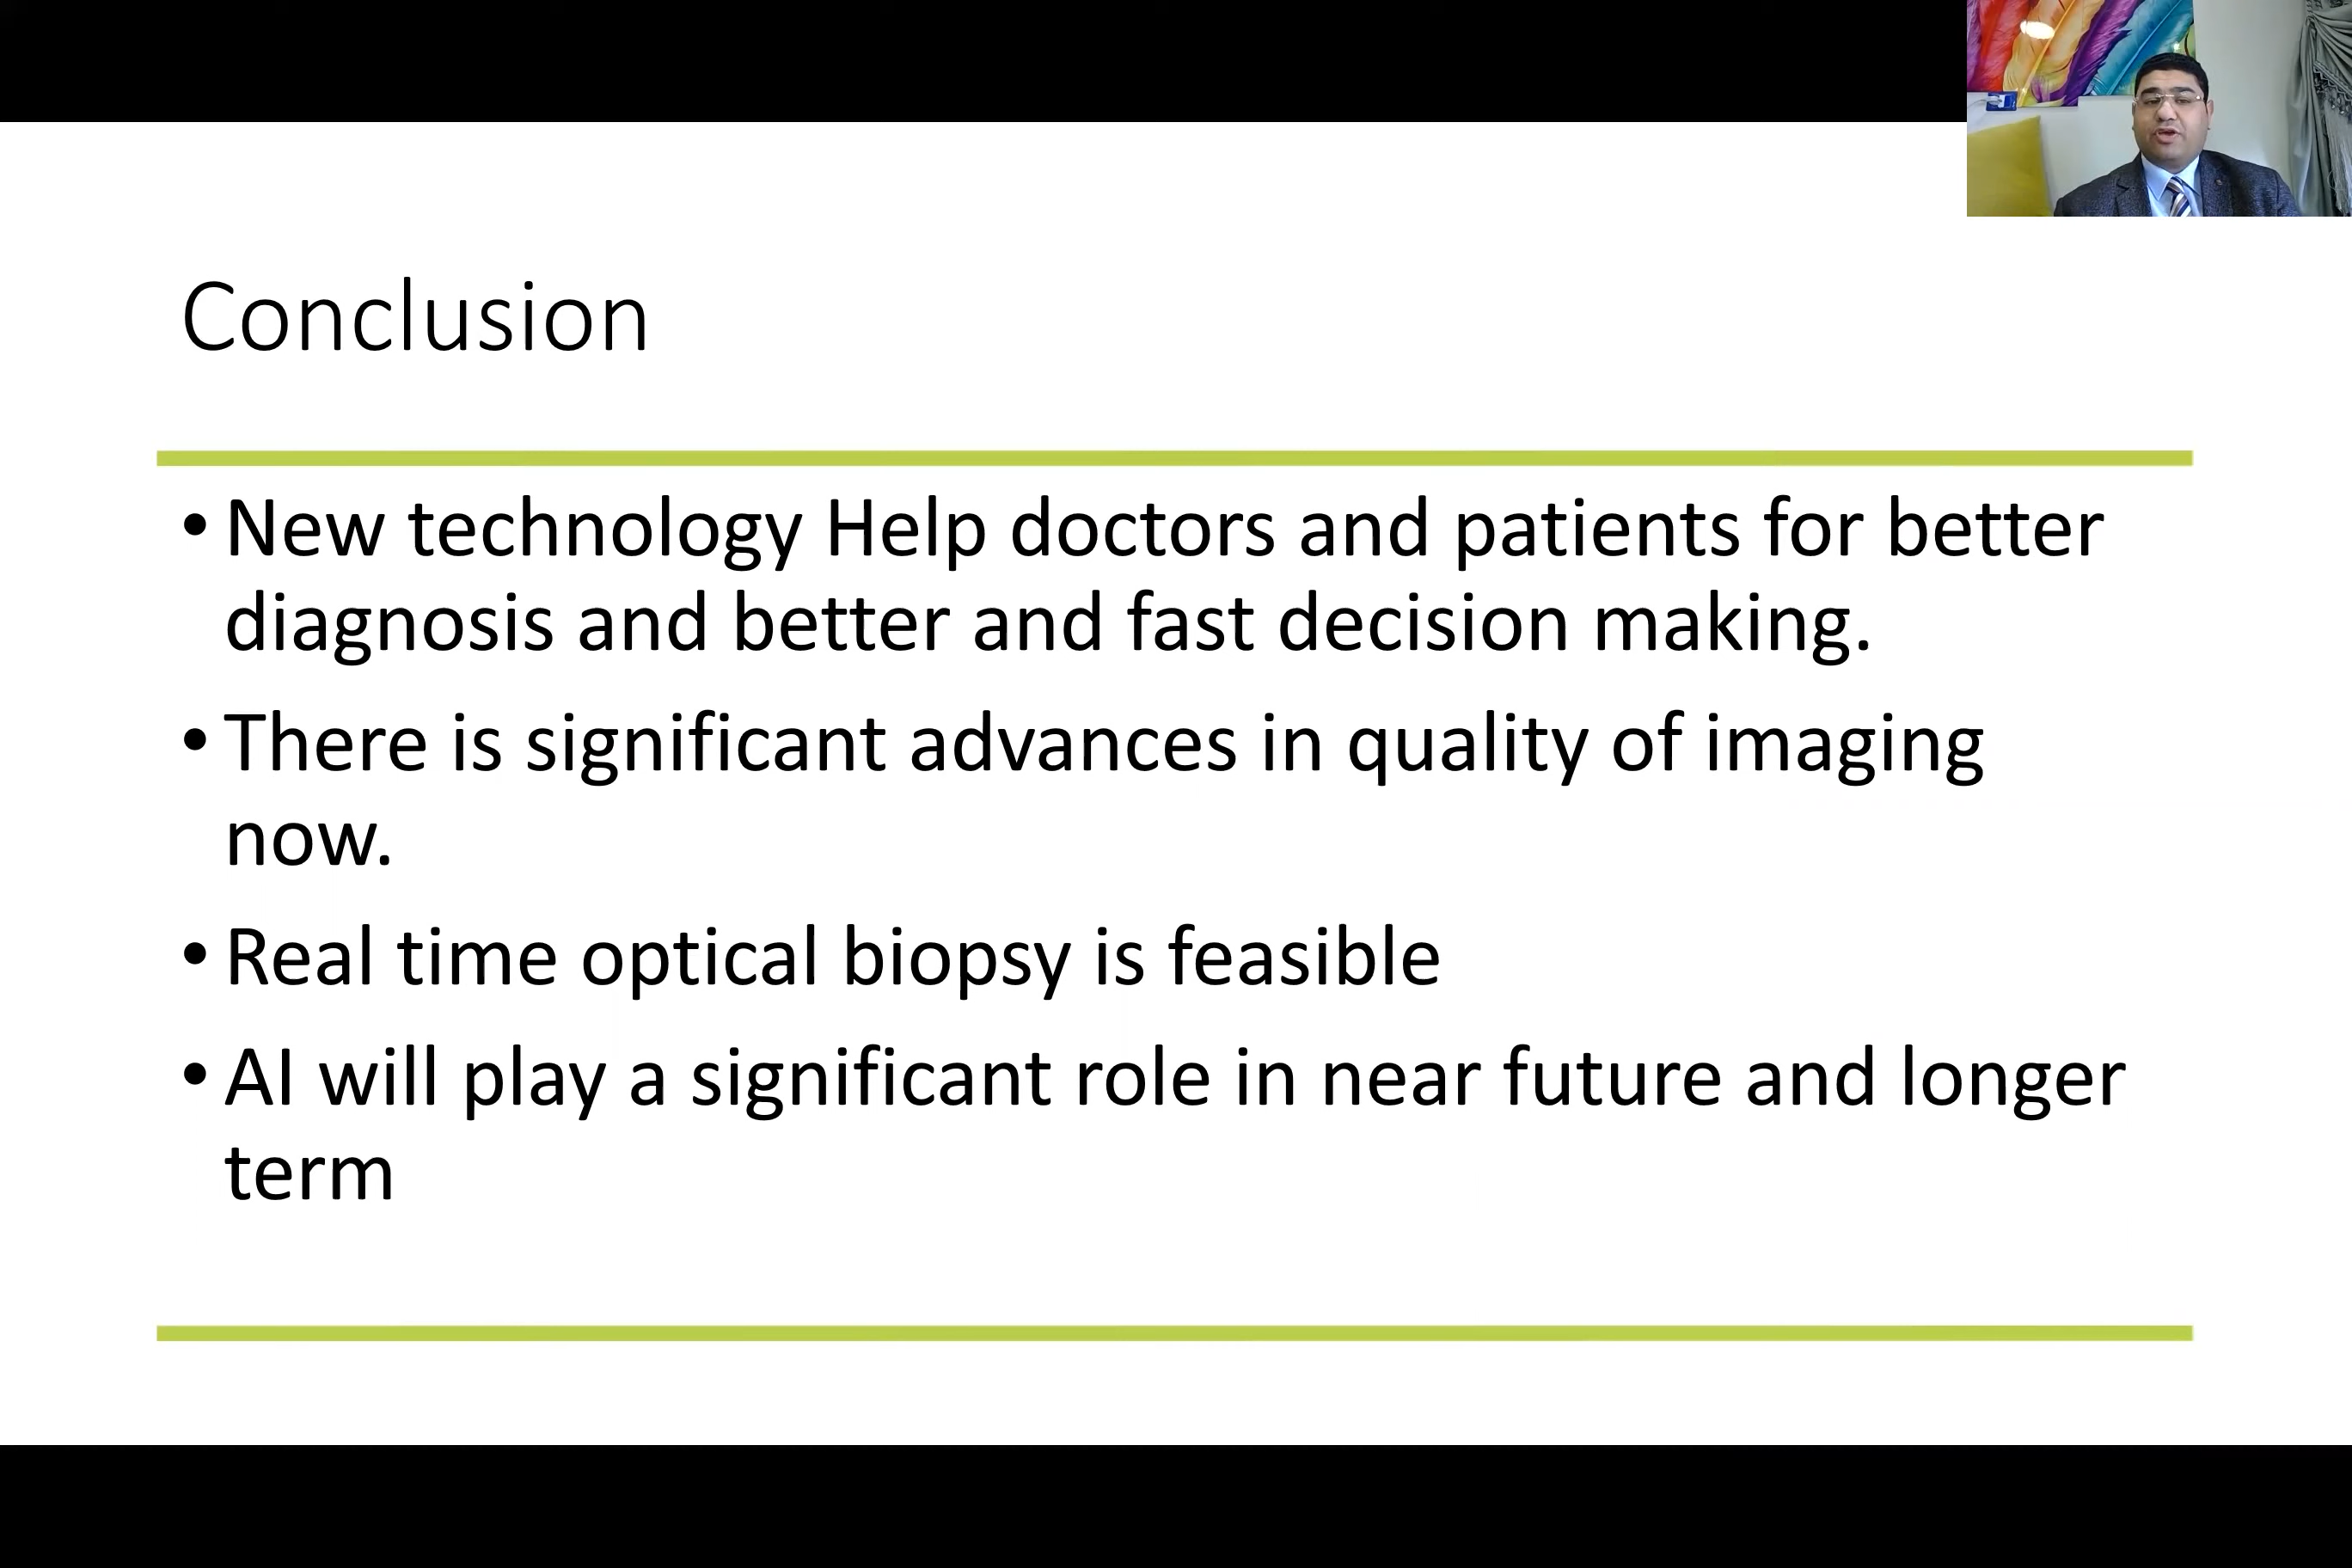 Conclusion
• New technology Help doctors and patients for better
diagnosis and better and fast decision making.
• There is significant advances in quality of imaging
now.
• Real time optical biopsy is feasible
• AI will play a significant role in near future and longer
term